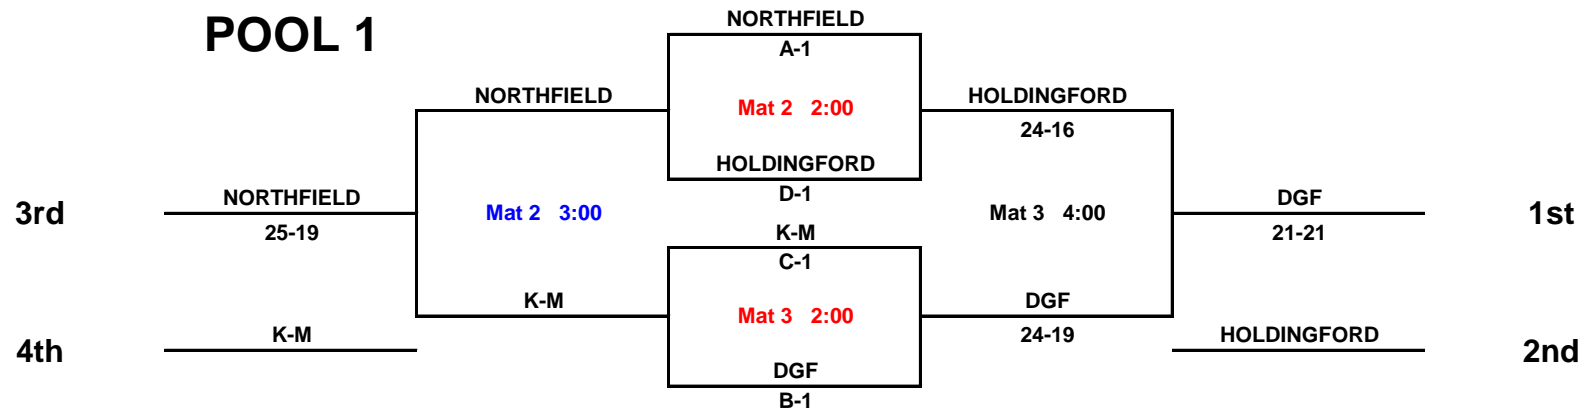 POOL 1
NORTHFIELD
A-1
NORTHFIELD
Mat 2 2:00
HOLDINGFORD
24-16
HOLDINGFORD
D-1
3rd
NORTHFIELD
25-19
Mat 2 3:00
Mat 3 4:00
DGF
21-21
1st
K-M
C-1
K-M
Mat 3 2:00
DGF
24-19
4th
K-M
HOLDINGFORD
2nd
DGF
B-1